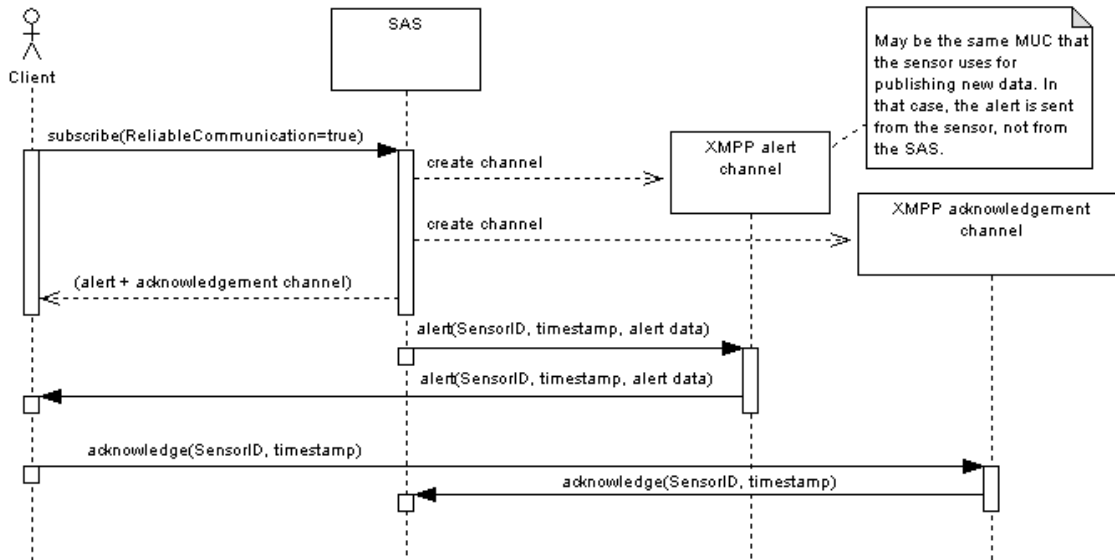 SAS
Client
May be the same MUC that
the sensor uses for
publishing new data. In
that case, the alert is sent
from the sensor, not from
the SAS.
subscribe(ReliableCommunication=true)
XMPP alert
channel
create channel
XMPP acknowledgement
channel
create channel
(alert + acknowledgement channel)
alert(SensorID, timestamp, alert data)
alert(SensorID, timestamp, alert data)
acknowledge(SensorID, timestamp)
acknowledge(SensorID, timestamp)